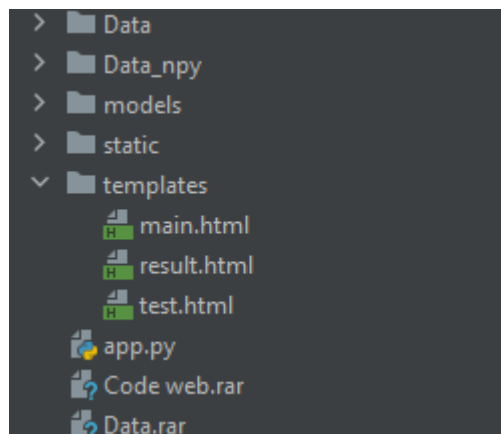 Data
Data_npy
models
static
templates
main.html
result.html
test.html
app.py
Code web.rar
Data.rar